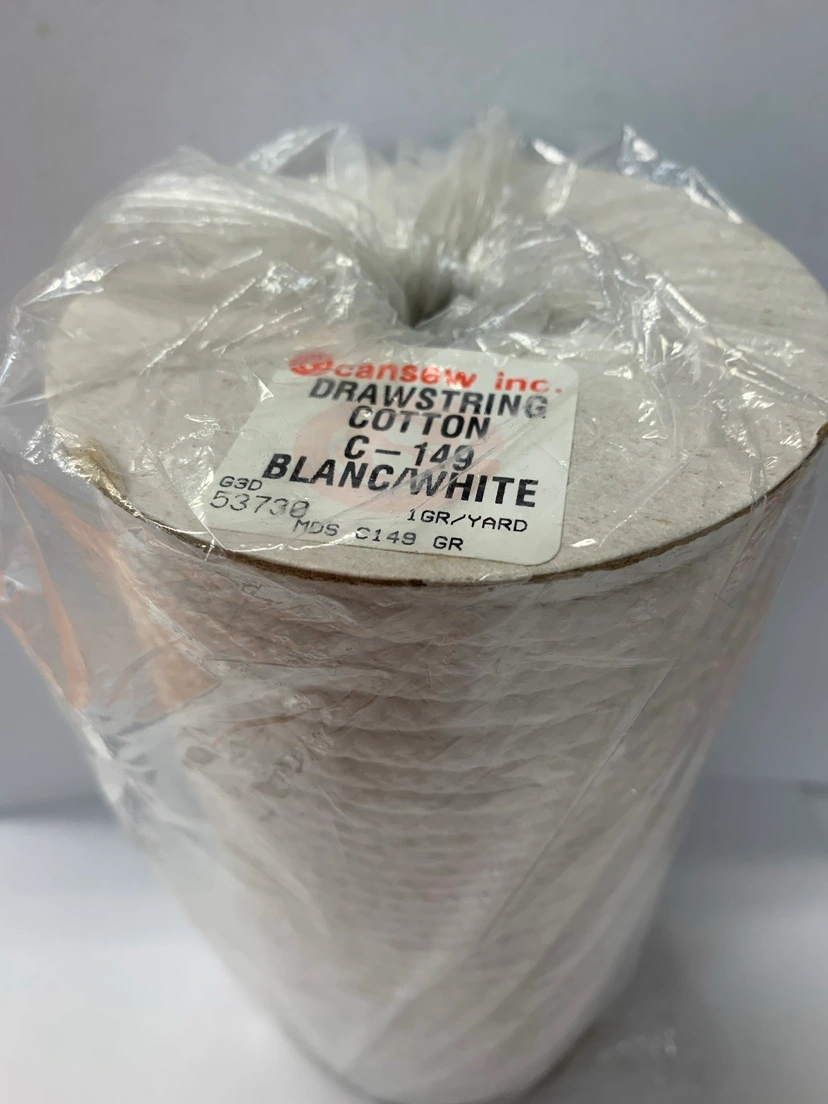 cansew inc.
DRAWSTRING
COTTON
C-149
BLANC/WHITE
G3D
53730 1GR/YARD
MDS C149 GR